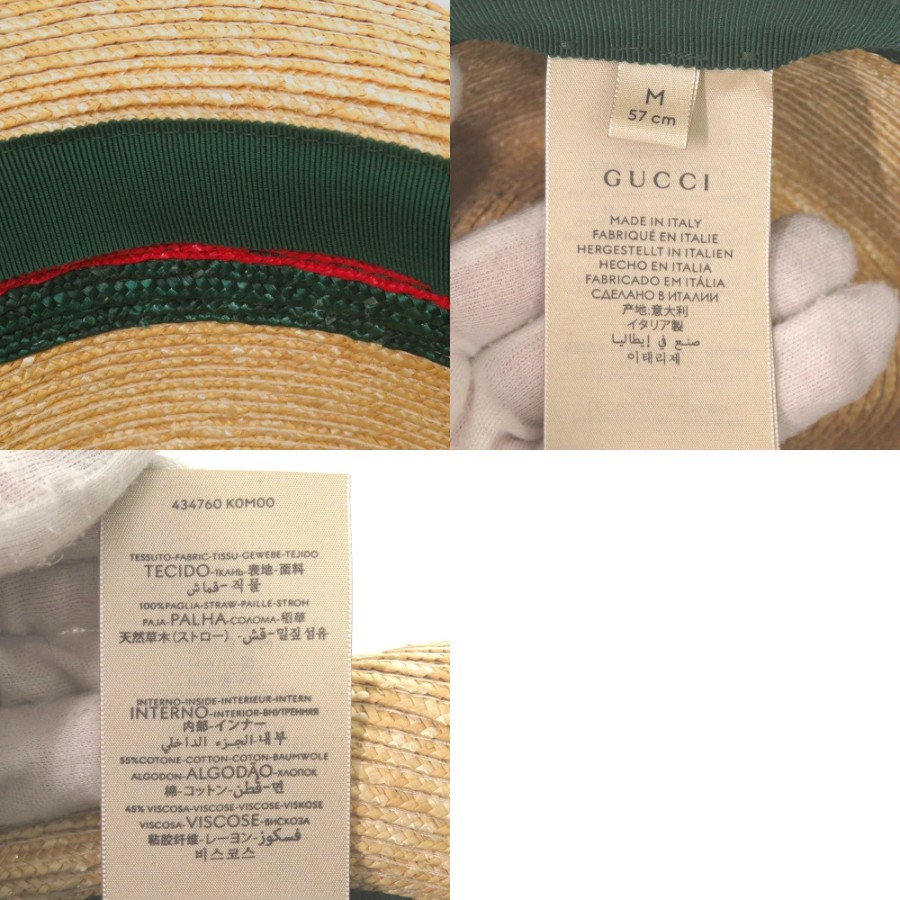 M
57 cm
GUCCI
MADE IN ITALY
FABRIQUÉ EN ITALIE
HERGESTELLT IN ITALIEN
HECHO EN ITALIA
FABRICADO EM ITÁLIA
СДЕЛАНО В ИТАЛИИ
产地:意大利
イタリア製
صنع في إيطاليا
이태리제
434760 K0M00
TESSUTO-FABRIC-TISSU-GEWEBE-TEJIDO
TECIDO-ТКАНЬ-表地-面料
قماش-직물
100%PAGLIA-STRAW-PAILLE-STROH
PAJA-PALHA-СОЛОМА-稻草
天然草木(ストロー)-قش-밀짚섬유
INTERNO-INSIDE-INTERIEUR-INTERN
INTERNO-INTERIOR-ВНУТРЕННЯЯ
内部-インナー
الجزء الداخلي-부내
55%COTONE-COTTON-COTON-BAUMWOLE
ALGODON-ALGODÃO-ХЛОПОК
棉-コットン-قطن-면
45% VISCOSA-VISCOSE-VISCOSE-VISKOSE
VISCOSA-VISCOSE-ВИСКОЗА
粘胶纤维-レーヨン-فسكوز
비스코스